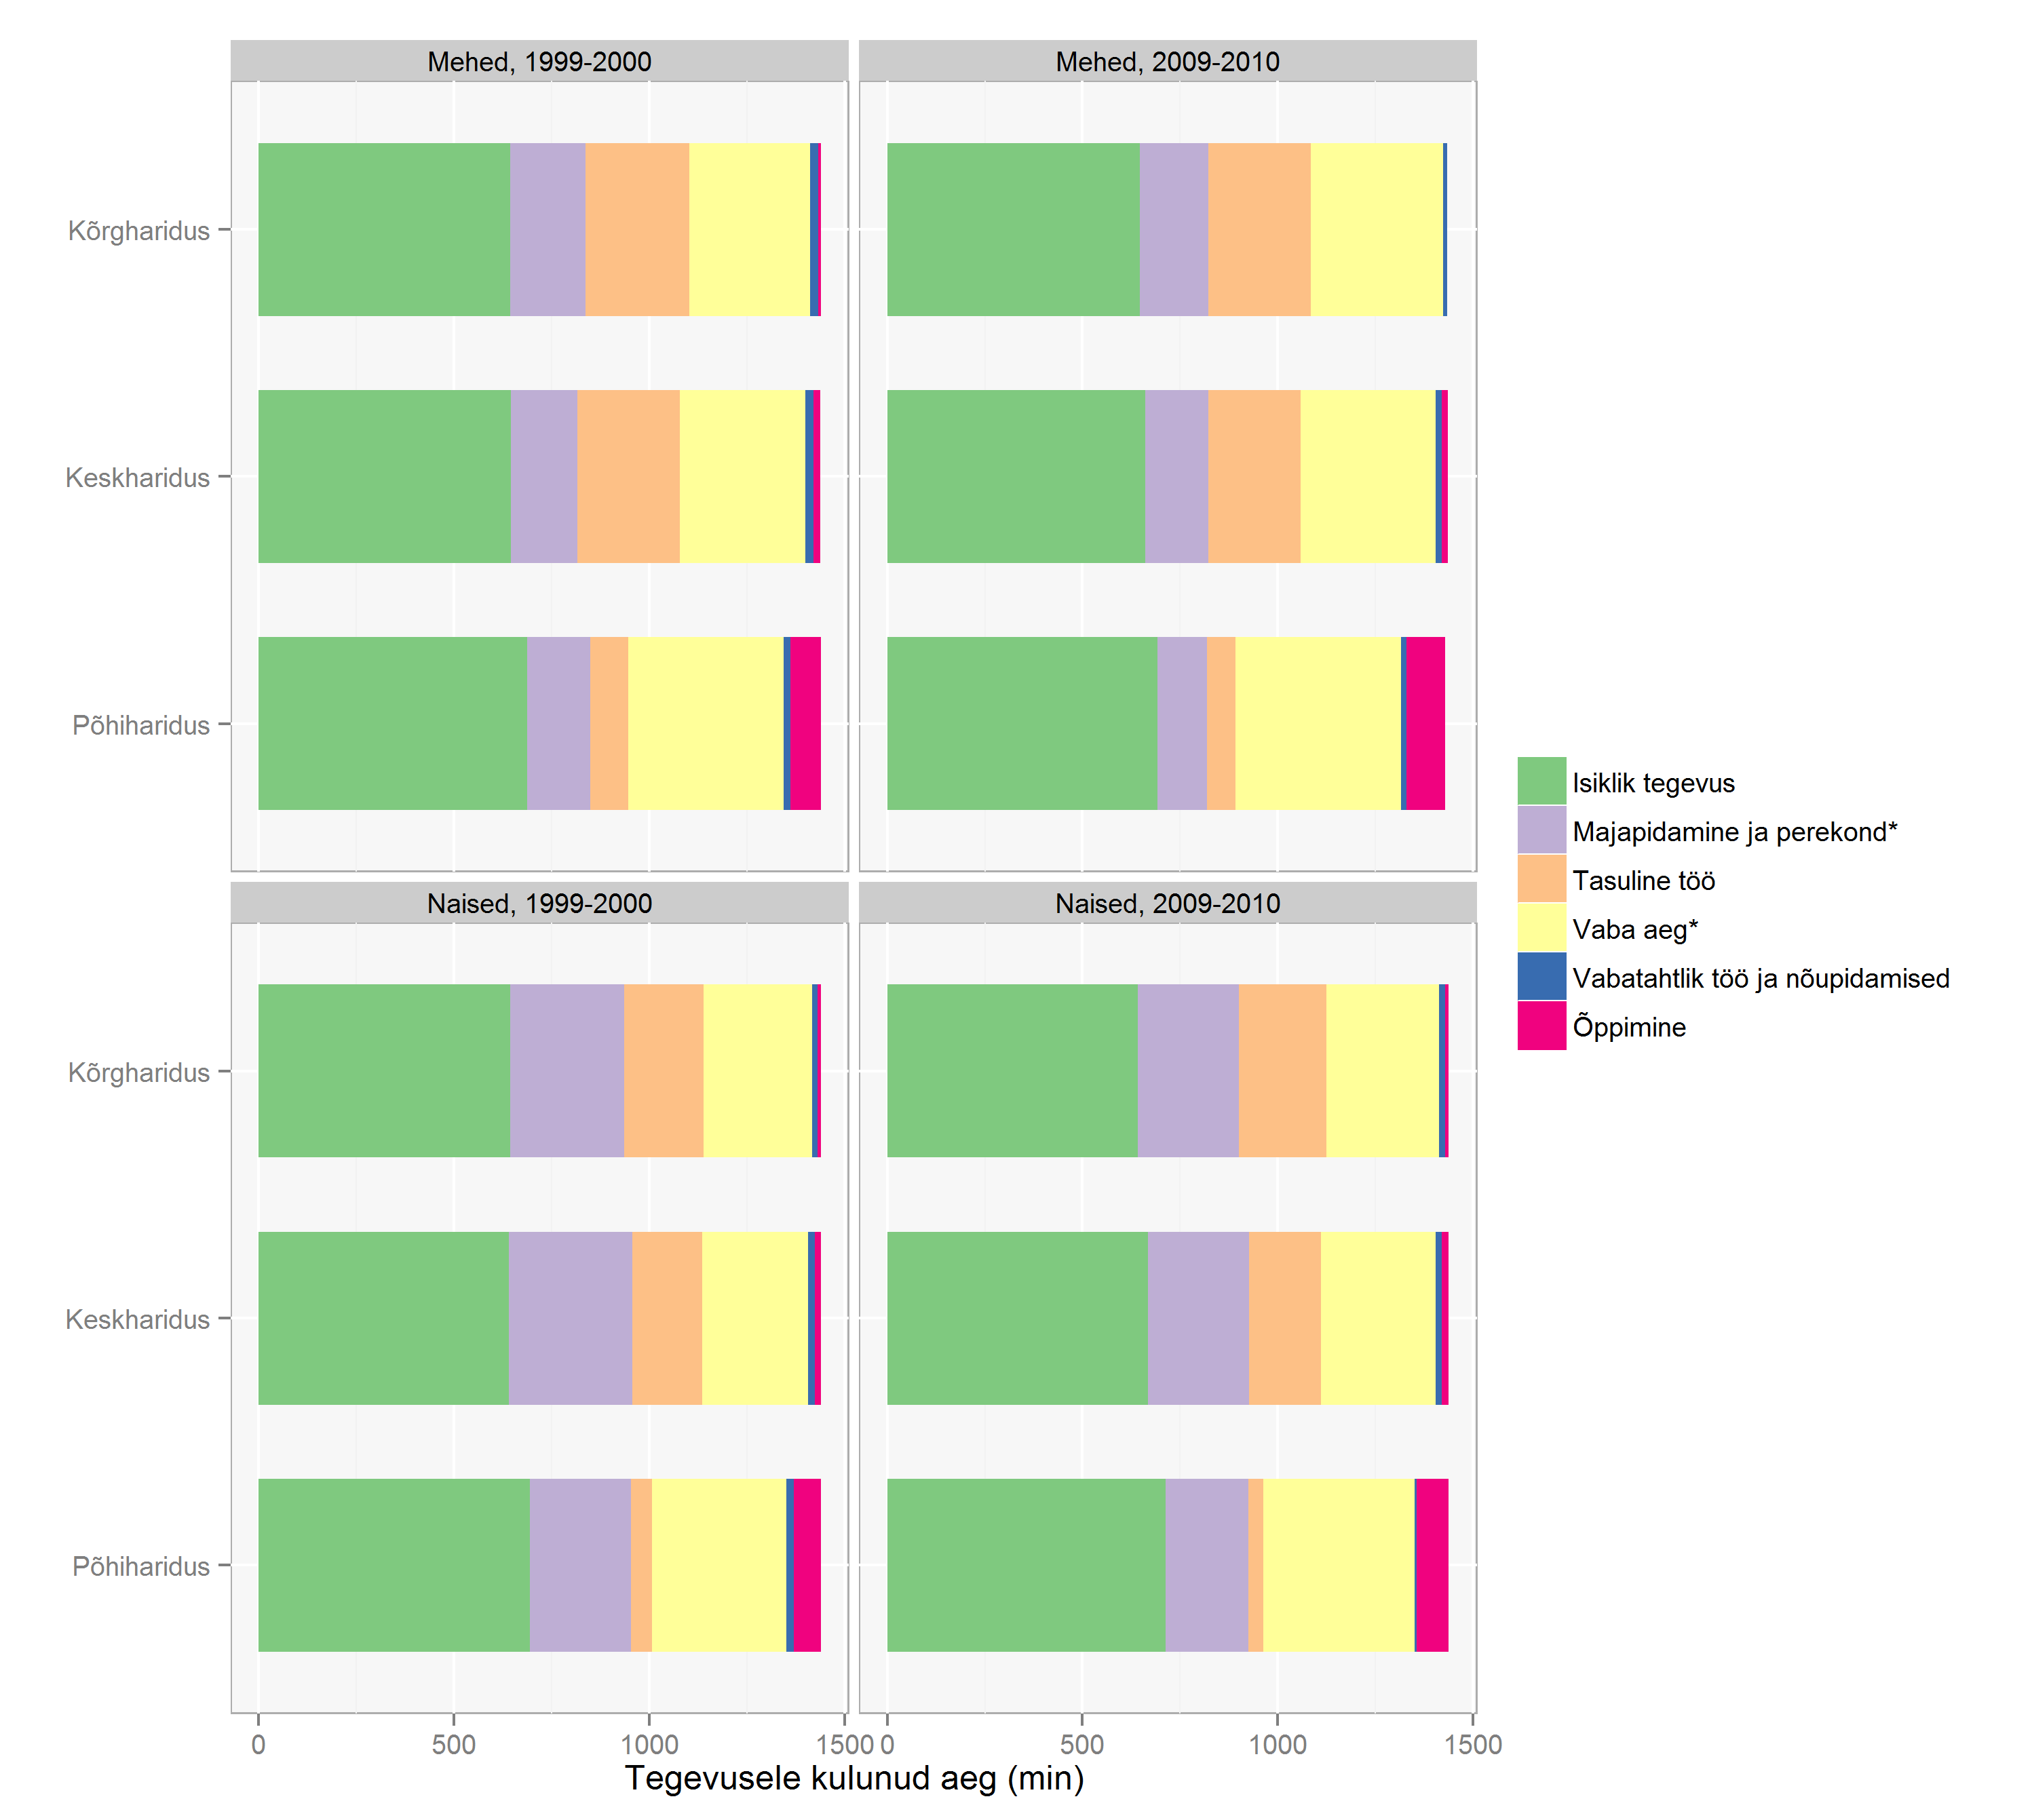 Mehed, 1999-2000
Mehed, 2009-2010
Kõrgharidus
Keskharidus
Põhiharidus
Naised, 1999-2000
Naised, 2009-2010
Kõrgharidus
Keskharidus
Põhiharidus
0 500 1000 1500 0 500 1000 1500
Tegevusele kulunud aeg (min)
Isiklik tegevus
Majapidamine ja perekond*
Tasuline töö
Vaba aeg*
Vabatahtlik töö ja nõupidamised
Õppimine